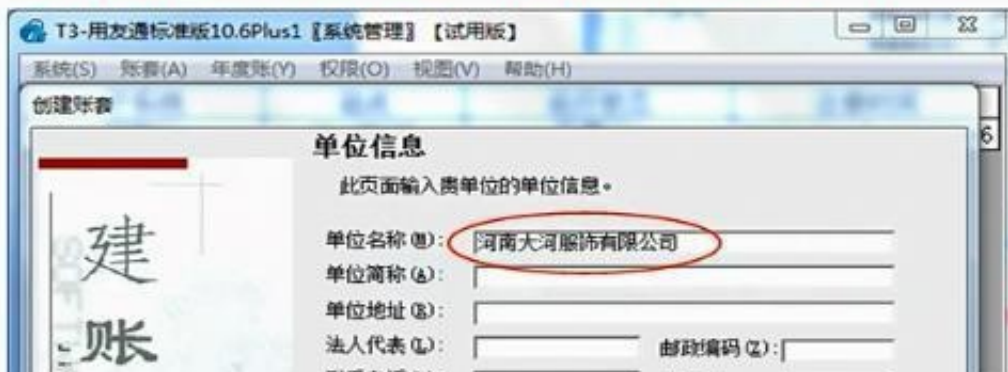 T3-用友通标准版10.6Plus1〖系统管理〗【试用版】
系统(S) 账套(A) 年度账(Y) 权限(O) 视图(V) 帮助(H)
创建账套
6
单位信息
此页面输入贵单位的单位信息。
建
账
单位名称(M): 河南大河服饰有限公司
单位简称(A):
单位地址(R):
法人代表(L): 邮政编码(Z):